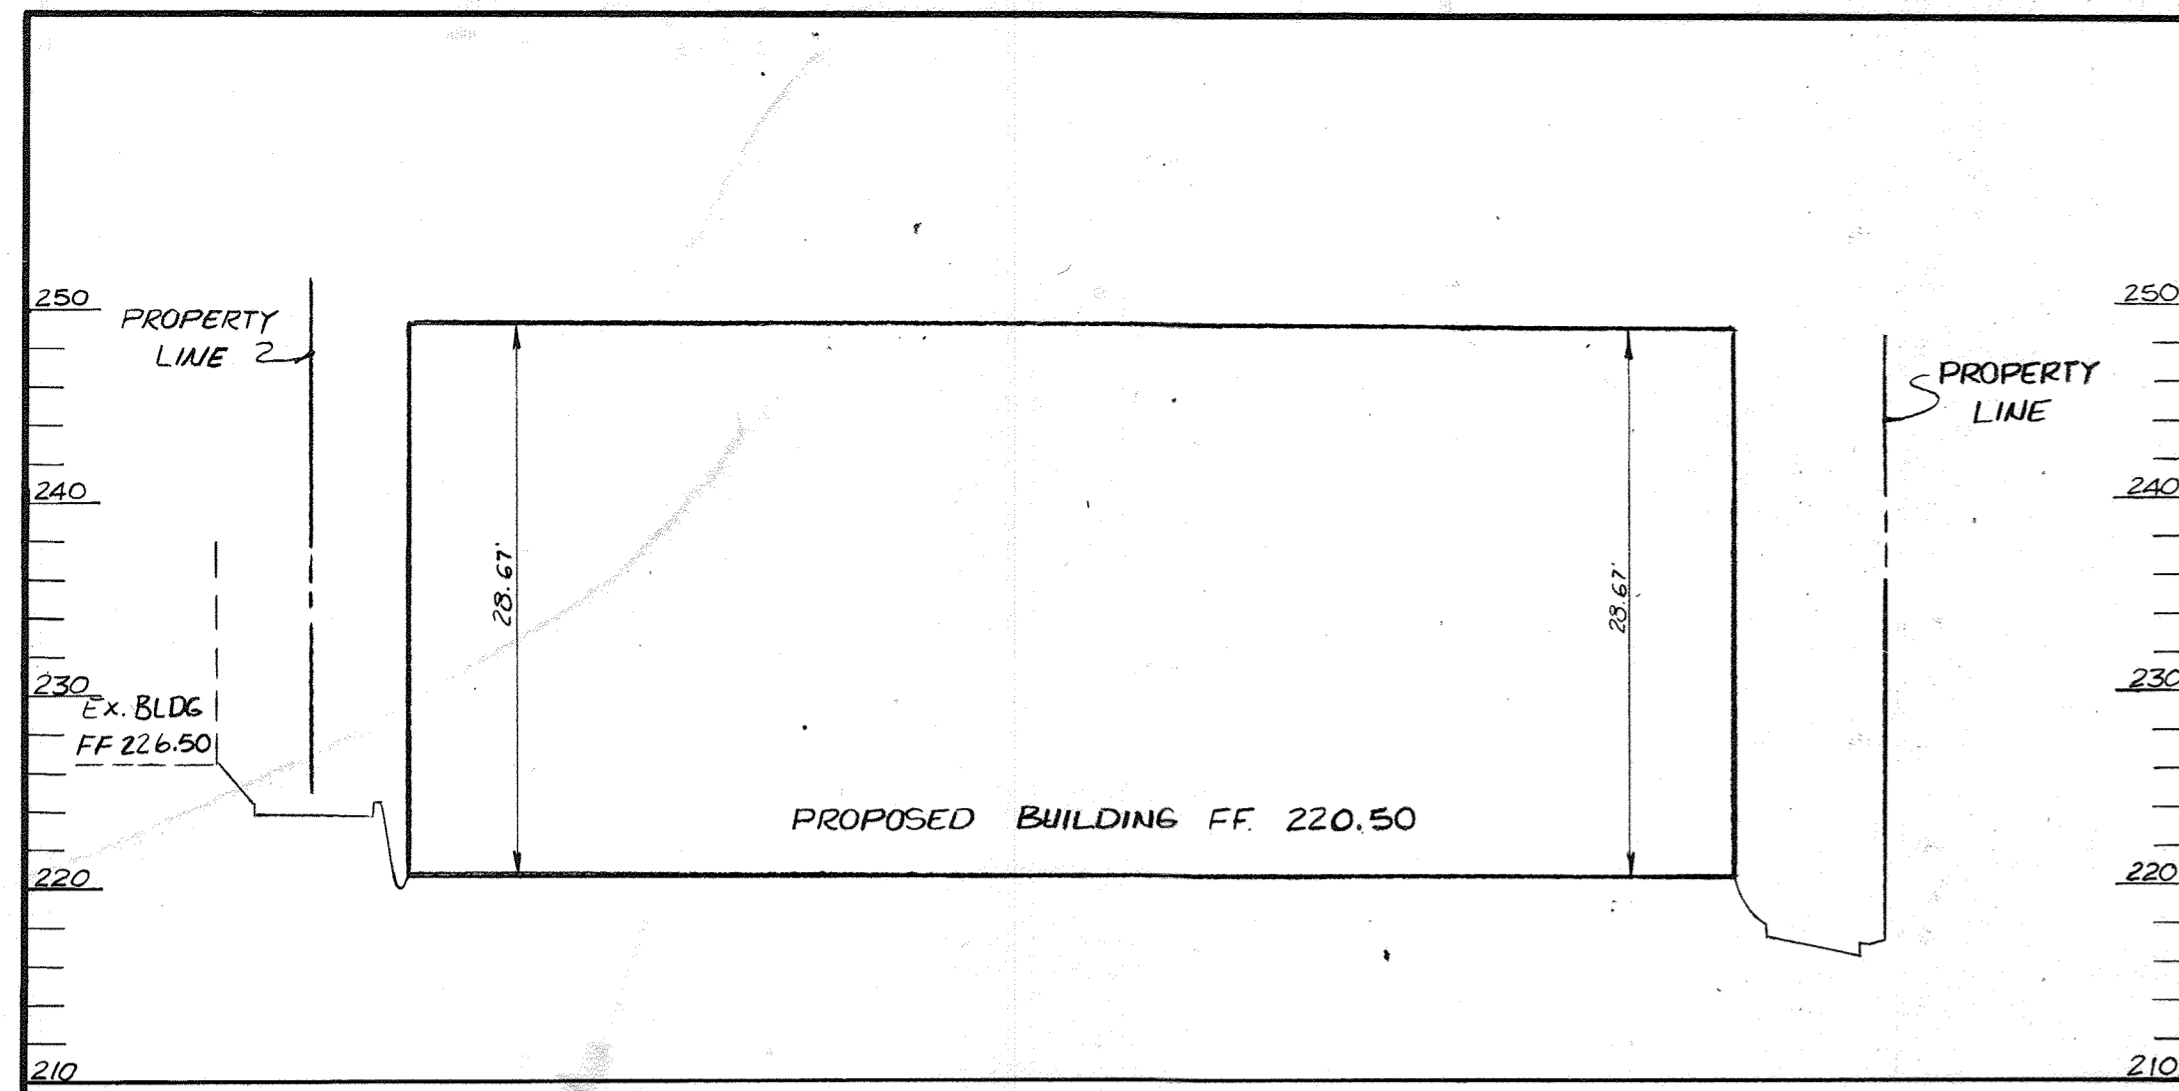 250
PROPERTY
LINE
240
230
EX. BLDG
FF 226.50
220
210
28.67'
PROPOSED BUILDING FF. 220.50
28.67'
PROPERTY
LINE
250
240
230
220
210